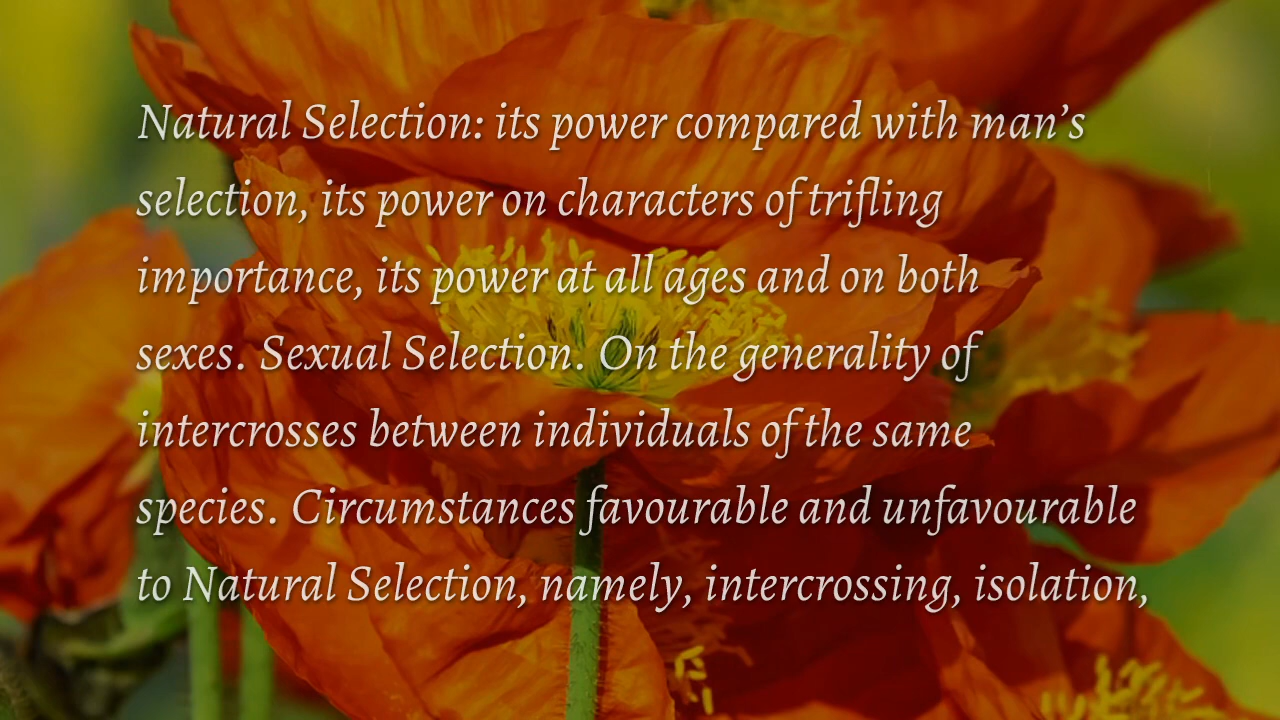 Natural Selection: its power compared with man’s
selection, its power on characters of trifling
importance, its power at all ages and on both
sexes. Sexual Selection. On the generality of
intercrosses between individuals of the same
species. Circumstances favourable and unfavourable
to Natural Selection, namely, intercrossing, isolation,